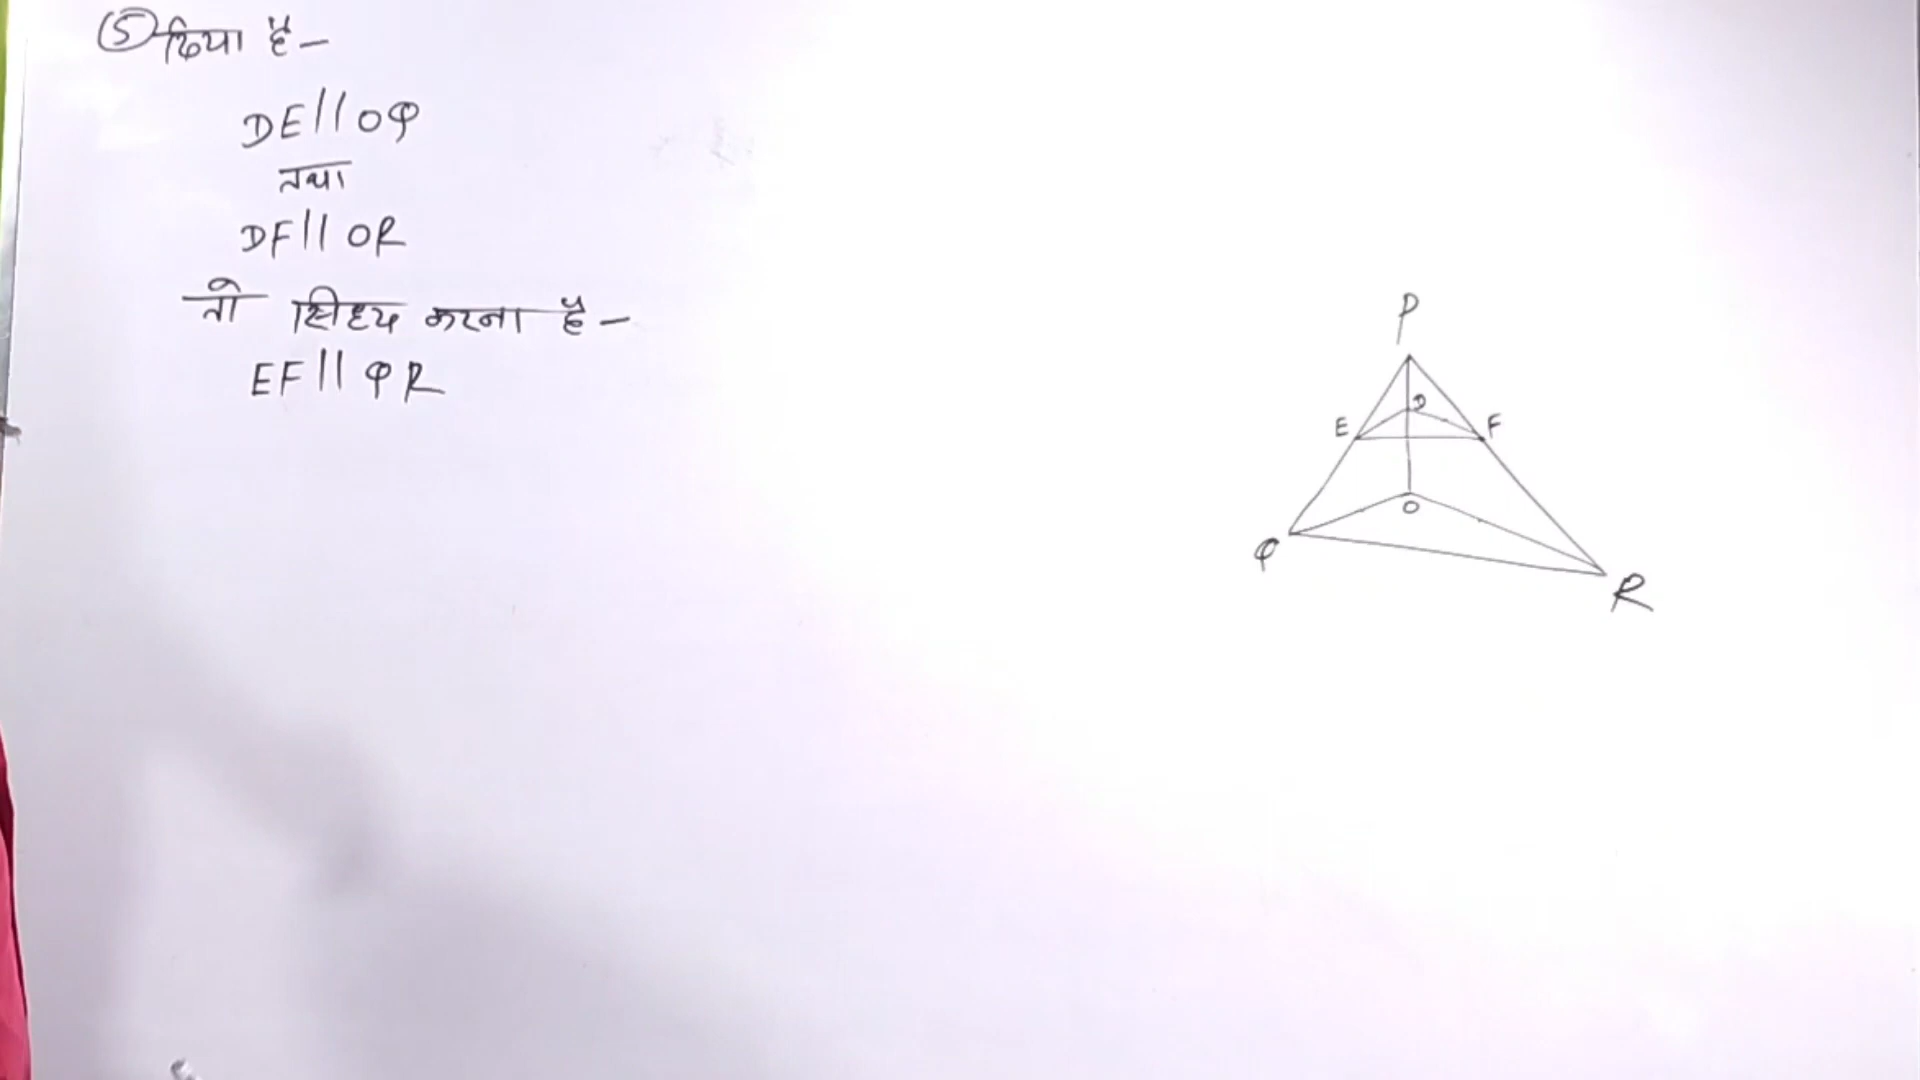 ⑤ दिया है-
DE||OQ
तथा
DF|| OR
तो सिद्ध करना है-
EF|| QR
P
D
E F
O
Q
R